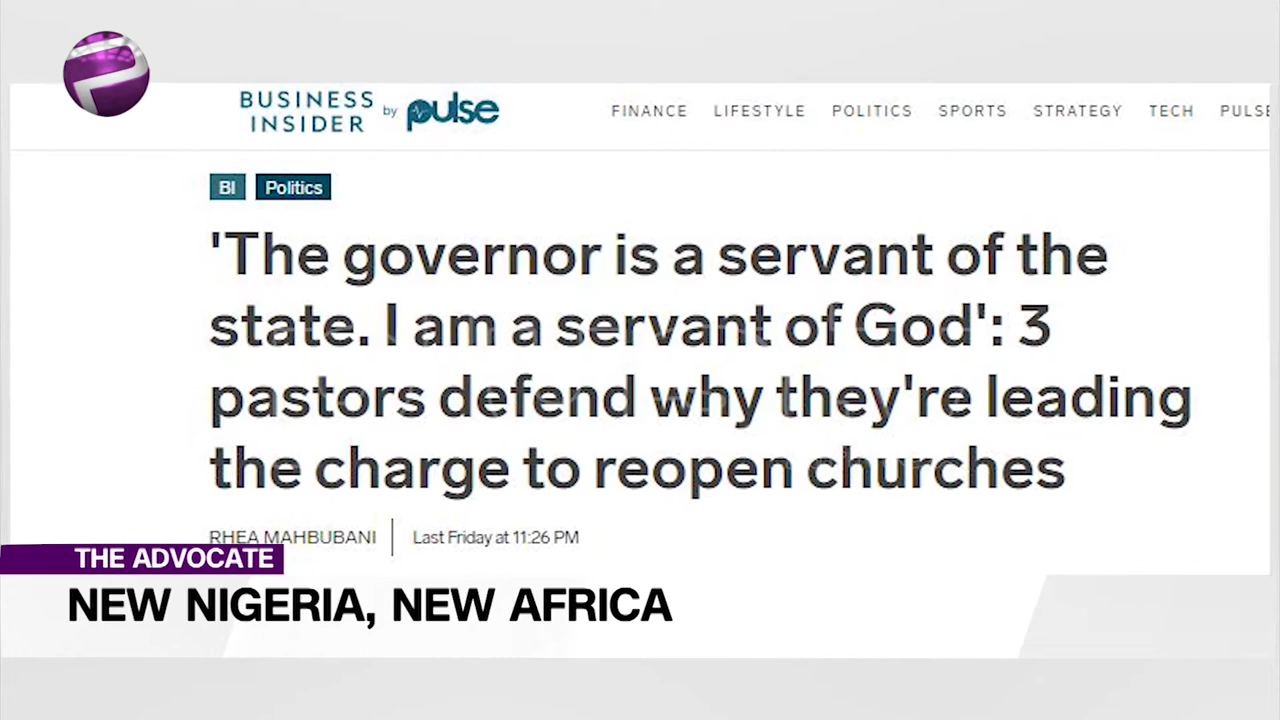 BUSINESS INSIDER by pulse
FINANCE LIFESTYLE POLITICS SPORTS STRATEGY TECH PULSE
BI Politics
'The governor is a servant of the
state. I am a servant of God': 3
pastors defend why they're leading
the charge to reopen churches
RHEA MAHBUBANI | Last Friday at 11:26 PM
THE ADVOCATE
NEW NIGERIA, NEW AFRICA